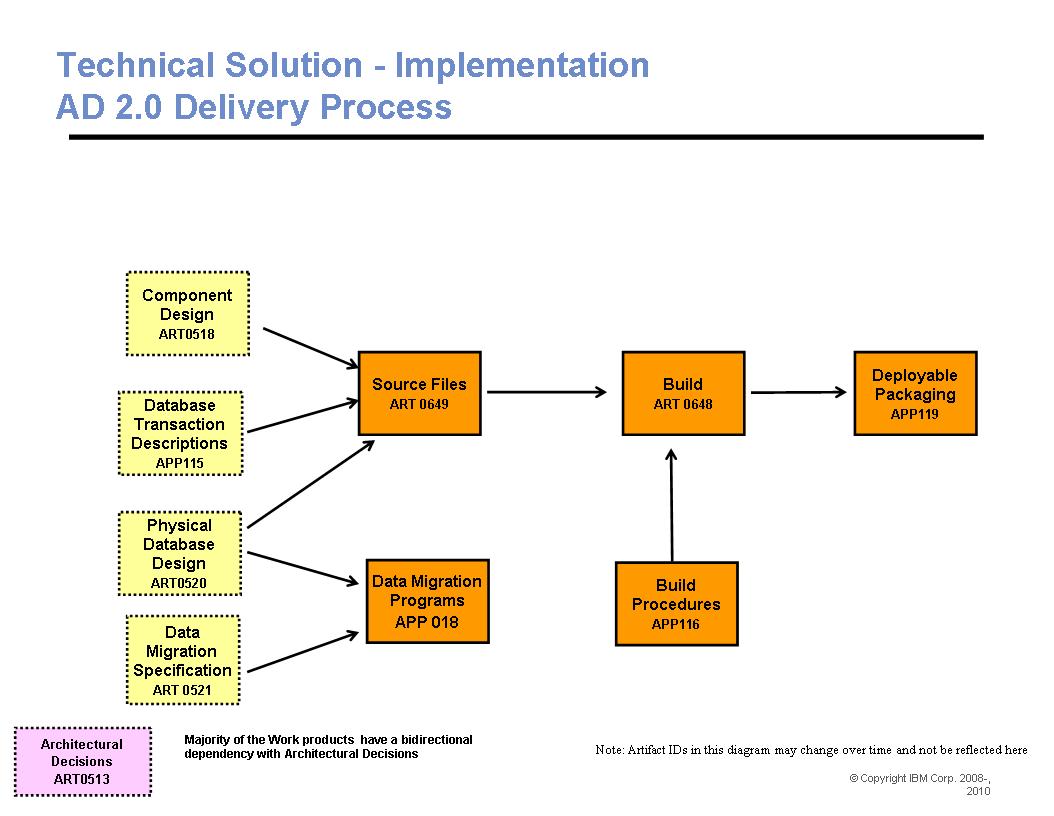 Technical Solution - Implementation
AD 2.0 Delivery Process
Component
Design
ART0518
Database
Transaction
Descriptions
APP115
Physical
Database
Design
ART0520
Data
Migration
Specification
ART 0521
Source Files
ART 0649
Data Migration
Programs
APP 018
Build
ART 0648
Build
Procedures
APP116
Deployable
Packaging
APP119
Architectural
Decisions
ART0513
Majority of the Work products have a bidirectional
dependency with Architectural Decisions
Note: Artifact IDs in this diagram may change over time and not be reflected here
© Copyright IBM Corp. 2008-,
2010